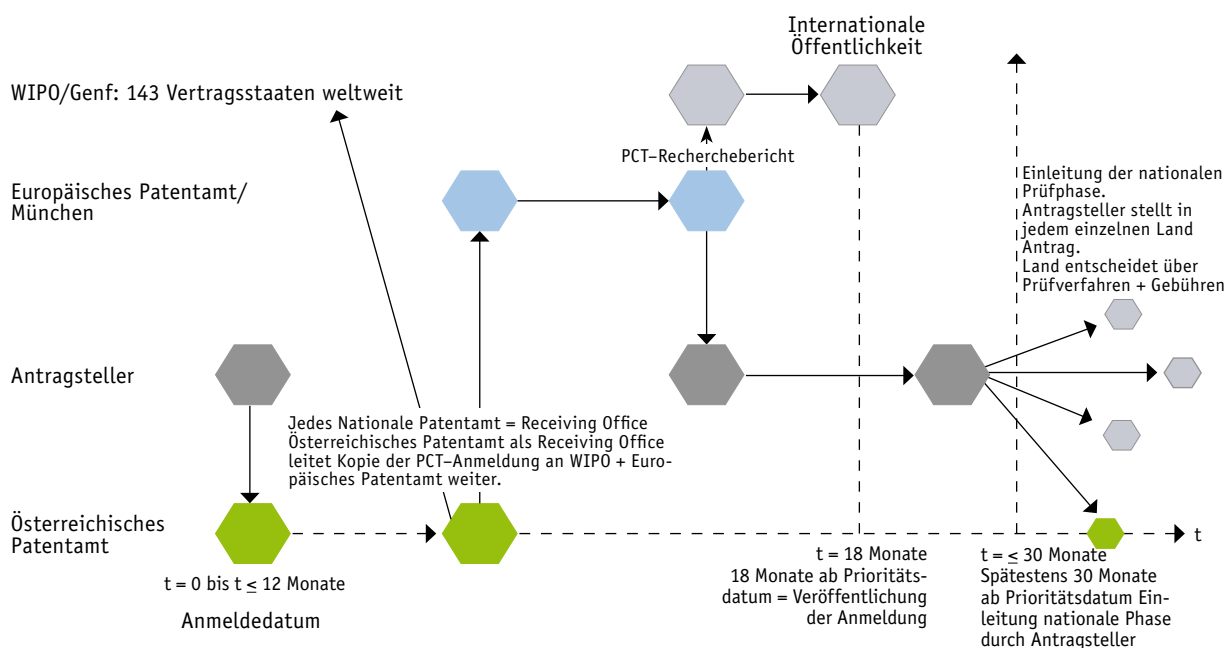 Internationale
Öffentlichkeit
WIPO/Genf: 143 Vertragsstaaten weltweit
PCT–Recherchebericht
Europäisches Patentamt/
München
Einleitung der nationalen
Prüfphase.
Antragsteller stellt in
jedem einzelnen Land
Antrag.
Land entscheidet über
Prüfverfahren + Gebühren
Antragsteller
Jedes Nationale Patentamt = Receiving Office
Österreichisches Patentamt als Receiving Office
leitet Kopie der PCT–Anmeldung an WIPO + Euro-
päisches Patentamt weiter.
Österreichisches
Patentamt
t
t = 0 bis t ≤ 12 Monate
Anmeldedatum
t = 18 Monate
18 Monate ab Prioritäts-
datum = Veröffentlichung
der Anmeldung
t = ≤ 30 Monate
Spätestens 30 Monate
ab Prioritätsdatum Ein-
leitung nationale Phase
durch Antragsteller